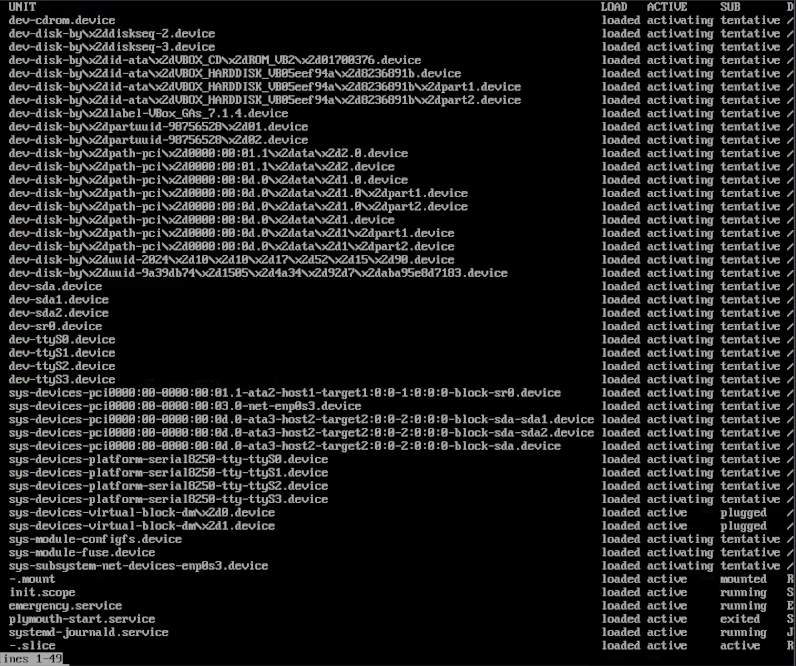 UNIT LOAD ACTIVE SUB D
dev-cdrom.device loaded activating tentative /
dev-disk-by\x2ddiskseq-2.device loaded activating tentative /
dev-disk-by\x2ddiskseq-3.device loaded activating tentative /
dev-disk-by\x2did-ata\x2dVBOX_CD\x2dROM_VB2\x2d01700376.device loaded activating tentative /
dev-disk-by\x2did-ata\x2dVBOX_HARDDISK_VB05eef94a\x2d8236891b.device loaded activating tentative /
dev-disk-by\x2did-ata\x2dVBOX_HARDDISK_VB05eef94a\x2d8236891b\x2dpart1.device loaded activating tentative /
dev-disk-by\x2did-ata\x2dVBOX_HARDDISK_VB05eef94a\x2d8236891b\x2dpart2.device loaded activating tentative /
dev-disk-by\x2dlabel-VBox_GAs_7.1.4.device loaded activating tentative /
dev-disk-by\x2dpartuuid-98756528\x2d01.device loaded activating tentative /
dev-disk-by\x2dpartuuid-98756528\x2d02.device loaded activating tentative /
dev-disk-by\x2dpath-pci\x2d0000:00:01.1\x2data\x2d2.0.device loaded activating tentative /
dev-disk-by\x2dpath-pci\x2d0000:00:01.1\x2data\x2d2.device loaded activating tentative /
dev-disk-by\x2dpath-pci\x2d0000:00:0d.0\x2data\x2d1.0.device loaded activating tentative /
dev-disk-by\x2dpath-pci\x2d0000:00:0d.0\x2data\x2d1.0\x2dpart1.device loaded activating tentative /
dev-disk-by\x2dpath-pci\x2d0000:00:0d.0\x2data\x2d1.0\x2dpart2.device loaded activating tentative /
dev-disk-by\x2dpath-pci\x2d0000:00:0d.0\x2data\x2d1.device loaded activating tentative /
dev-disk-by\x2dpath-pci\x2d0000:00:0d.0\x2data\x2d1\x2dpart1.device loaded activating tentative /
dev-disk-by\x2dpath-pci\x2d0000:00:0d.0\x2data\x2d1\x2dpart2.device loaded activating tentative /
dev-disk-by\x2duuid-2024\x2d10\x2d10\x2d17\x2d52\x2d15\x2d90.device loaded activating tentative /
dev-disk-by\x2duuid-9a39db74\x2d1505\x2d4a34\x2d92d7\x2daba95e8d7183.device loaded activating tentative /
dev-sda.device loaded activating tentative /
dev-sda1.device loaded activating tentative /
dev-sda2.device loaded activating tentative /
dev-sr0.device loaded activating tentative /
dev-ttyS0.device loaded activating tentative /
dev-ttyS1.device loaded activating tentative /
dev-ttyS2.device loaded activating tentative /
dev-ttyS3.device loaded activating tentative /
sys-devices-pci0000:00-0000:00:01.1-ata2-host1-target1:0:0-1:0:0:0-block-sr0.device loaded activating tentative /
sys-devices-pci0000:00-0000:00:03.0-net-enp0s3.device loaded activating tentative /
sys-devices-pci0000:00-0000:00:0d.0-ata3-host2-target2:0:0-2:0:0:0-block-sda-sda1.device loaded activating tentative /
sys-devices-pci0000:00-0000:00:0d.0-ata3-host2-target2:0:0-2:0:0:0-block-sda-sda2.device loaded activating tentative /
sys-devices-pci0000:00-0000:00:0d.0-ata3-host2-target2:0:0-2:0:0:0-block-sda.device loaded activating tentative /
sys-devices-platform-serial8250-tty-ttyS0.device loaded activating tentative /
sys-devices-platform-serial8250-tty-ttyS1.device loaded activating tentative /
sys-devices-platform-serial8250-tty-ttyS2.device loaded activating tentative /
sys-devices-platform-serial8250-tty-ttyS3.device loaded activating tentative /
sys-devices-virtual-block-dm\x2d0.device loaded active plugged /
sys-devices-virtual-block-dm\x2d1.device loaded active plugged /
sys-module-configfs.device loaded activating tentative /
sys-module-fuse.device loaded activating tentative /
sys-subsystem-net-devices-enp0s3.device loaded activating tentative /
-.mount loaded active mounted R
init.scope loaded active running S
emergency.service loaded active running E
plymouth-start.service loaded active exited S
systemd-journald.service loaded active running J
-.slice loaded active active R
lines 1-49